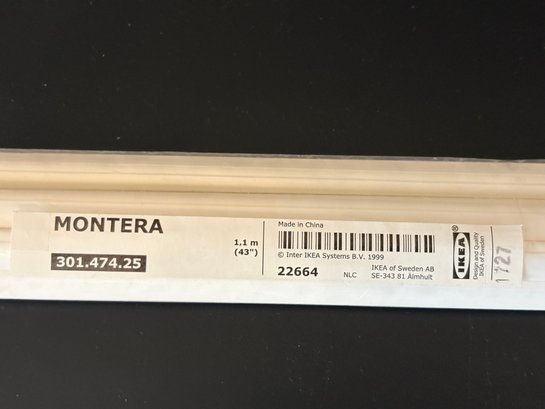 MONTERA
301.474.25
1,1 m
(43")
Made in China
© Inter IKEA Systems B.V. 1999
22664
NLC
IKEA of Sweden AB
SE-343 81 Älmhult
IKEA®
Design and Quality
IKEA of Sweden
1727